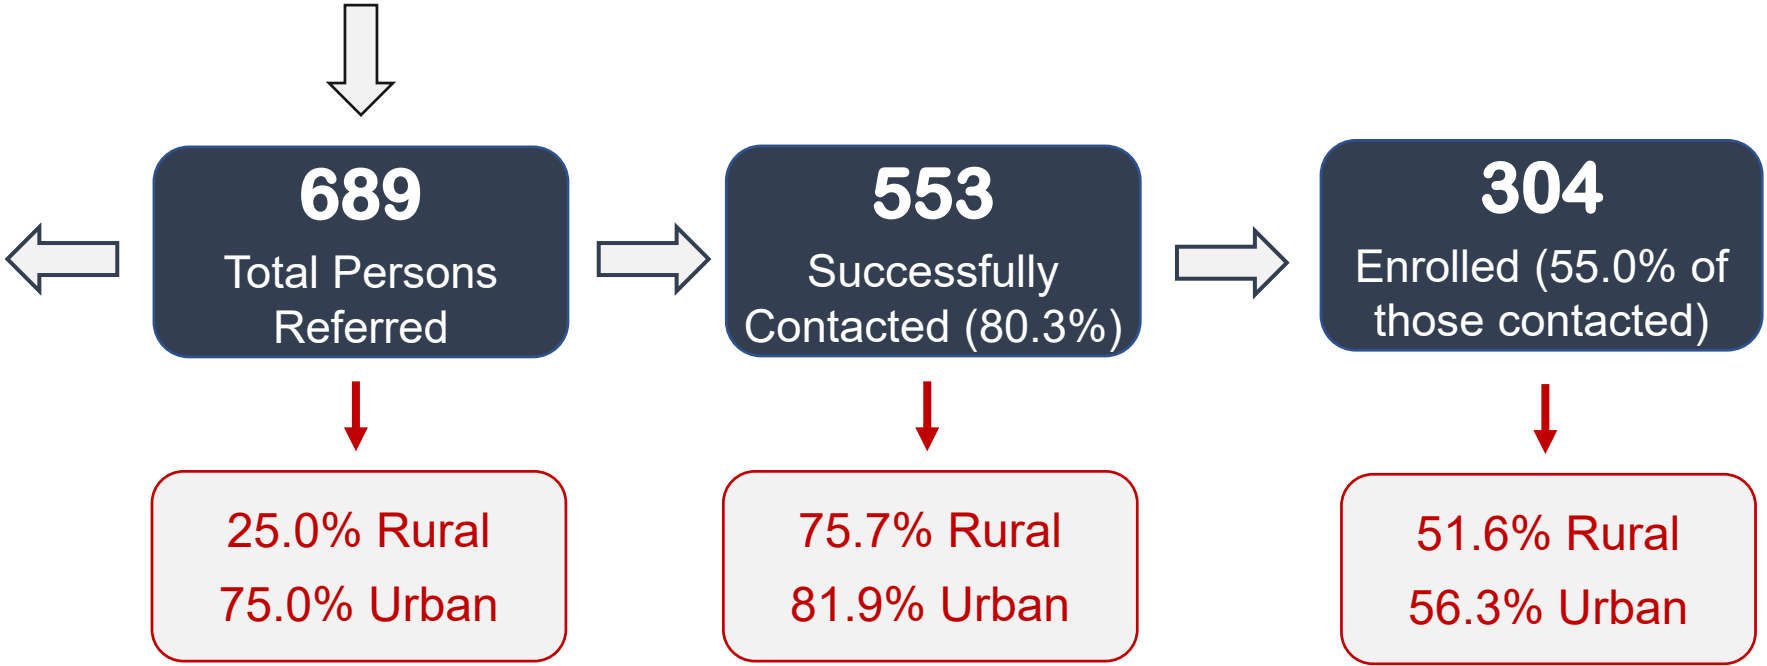 689
Total Persons
Referred
553
Successfully
Contacted (80.3%)
304
Enrolled (55.0% of
those contacted)
25.0% Rural
75.0% Urban
75.7% Rural
81.9% Urban
51.6% Rural
56.3% Urban